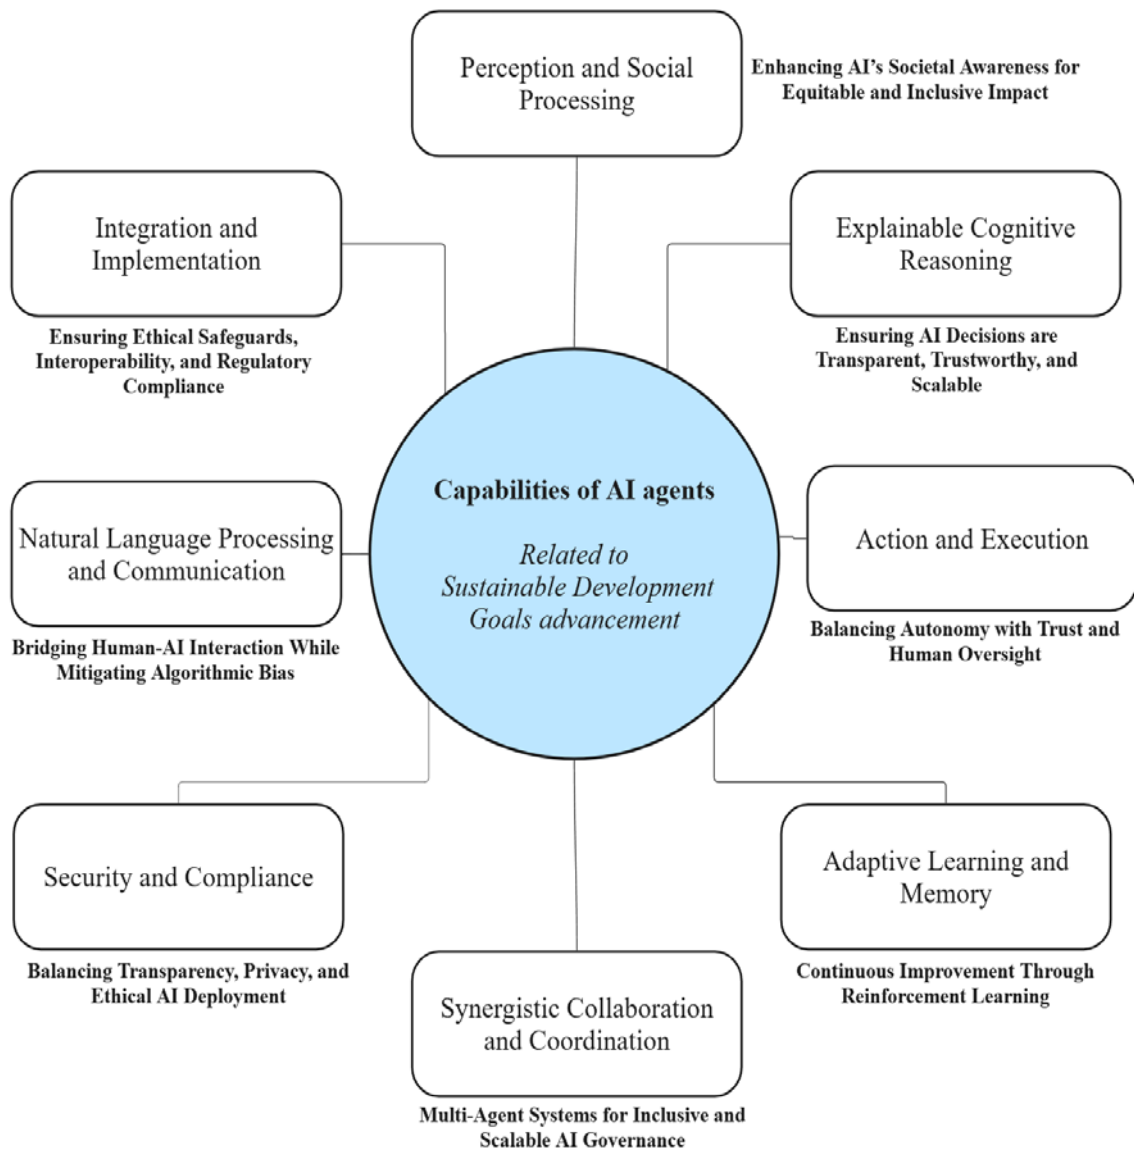 Perception and Social
Processing
Enhancing AI's Societal Awareness for
Equitable and Inclusive Impact
Integration and
Implementation
Ensuring Ethical Safeguards,
Interoperability, and Regulatory
Compliance
Explainable Cognitive
Reasoning
Ensuring AI Decisions are
Transparent, Trustworthy, and
Scalable
Capabilities of AI agents
Related to
Sustainable Development
Goals advancement
Natural Language Processing
and Communication
Bridging Human-AI Interaction While
Mitigating Algorithmic Bias
Action and Execution
Balancing Autonomy with Trust and
Human Oversight
Security and Compliance
Balancing Transparency, Privacy, and
Ethical AI Deployment
Adaptive Learning and
Memory
Continuous Improvement Through
Reinforcement Learning
Synergistic Collaboration
and Coordination
Multi-Agent Systems for Inclusive and
Scalable AI Governance